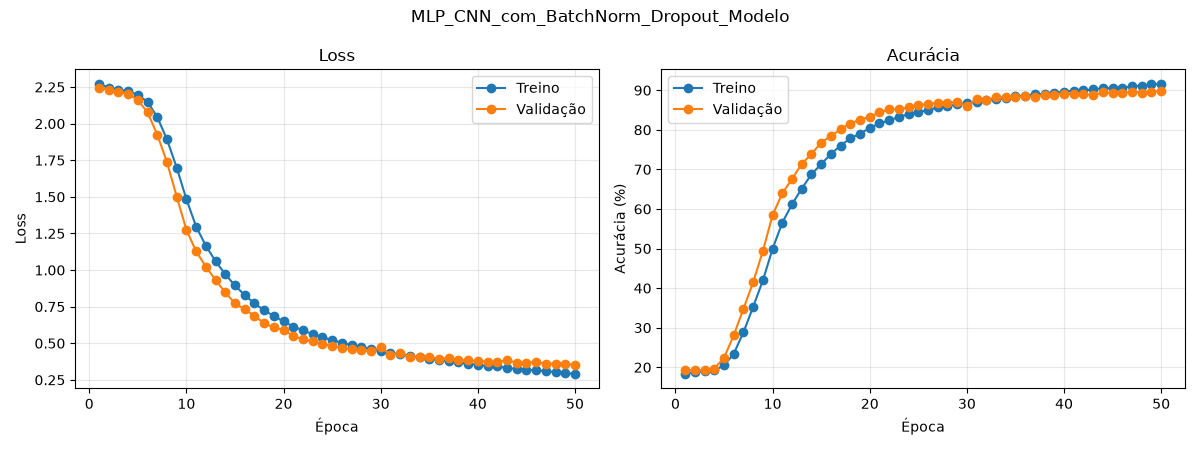 MLP_CNN_com_BatchNorm_Dropout_Modelo
Loss
Treino
Validação
2.25
2.00
1.75
1.50
1.25
1.00
0.75
0.50
0.25
Loss
0
10
20
30
40
50
Época
Acurácia
Treino
Validação
90
80
70
60
50
40
30
20
Acurácia (%)
0
10
20
30
40
50
Época